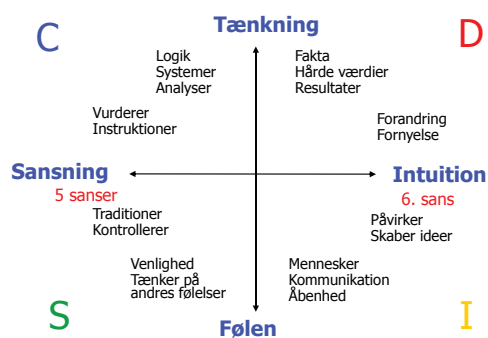 Tænkning
C
D
Logik
Systemer
Analyser
Fakta
Hårde værdier
Resultater
Vurderer
Instruktioner
Forandring
Fornyelse
Sansning
5 sanser
Intuition
6. sans
Traditioner
Kontrollerer
Påvirker
Skaber ideer
Venlighed
Tænker på
andres følelser
Mennesker
Kommunikation
Åbenhed
S
I
Følen